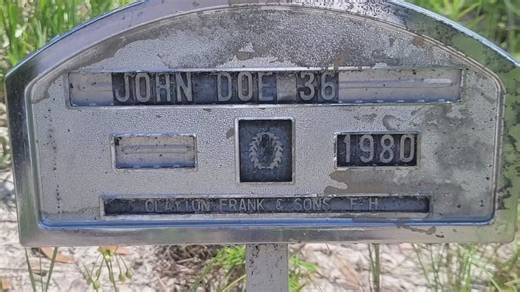 JOHN DOE 36
1980
CLAYTON FRANK & SONS F-H